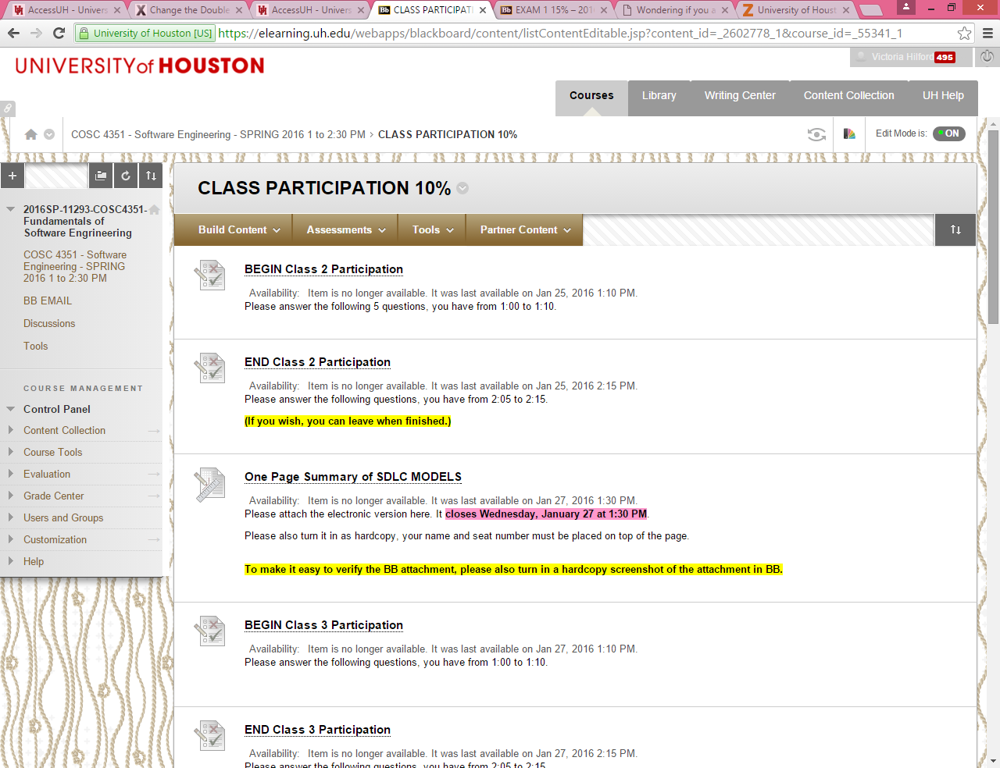 AccessUH - Univers
Change the Double
AccessUH - Univers
CLASS PARTICIPATI
EXAM 1 15% – 201
Wondering if you a
University of Houst
University of Houston [US]
https://elearning.uh.edu/webapps/blackboard/content/listContentEditable.jsp?content_id=_2602778_1&course_id=_55341_1
UNIVERSITY of HOUSTON
Victoria Hilford 495
Courses
Library
Writing Center
Content Collection
UH Help
COSC 4351 - Software Engineering - SPRING 2016 1 to 2:30 PM > CLASS PARTICIPATION 10%
Edit Mode is: ON
2016SP-11293-COSC4351-
Fundamentals of
Software Engrineering
COSC 4351 - Software
Engineering - SPRING
2016 1 to 2:30 PM
BB EMAIL
Discussions
Tools
COURSE MANAGEMENT
Control Panel
Content Collection
Course Tools
Evaluation
Grade Center
Users and Groups
Customization
Help
CLASS PARTICIPATION 10%
Build Content
Assessments
Tools
Partner Content
BEGIN Class 2 Participation
Availability: Item is no longer available. It was last available on Jan 25, 2016 1:10 PM.
Please answer the following 5 questions, you have from 1:00 to 1:10.
END Class 2 Participation
Availability: Item is no longer available. It was last available on Jan 25, 2016 2:15 PM.
Please answer the following questions, you have from 2:05 to 2:15.
(If you wish, you can leave when finished.)
One Page Summary of SDLC MODELS
Availability: Item is no longer available. It was last available on Jan 27, 2016 1:30 PM.
Please attach the electronic version here. It closes Wednesday, January 27 at 1:30 PM.
Please also turn it in as hardcopy, your name and seat number must be placed on top of the page.
To make it easy to verify the BB attachment, please also turn in a hardcopy screenshot of the attachment in BB.
BEGIN Class 3 Participation
Availability: Item is no longer available. It was last available on Jan 27, 2016 1:10 PM.
Please answer the following questions, you have from 1:00 to 1:10.
END Class 3 Participation
Availability: Item is no longer available. It was last available on Jan 27, 2016 2:15 PM.
Please answer the following questions, you have from 2:05 to 2:15.